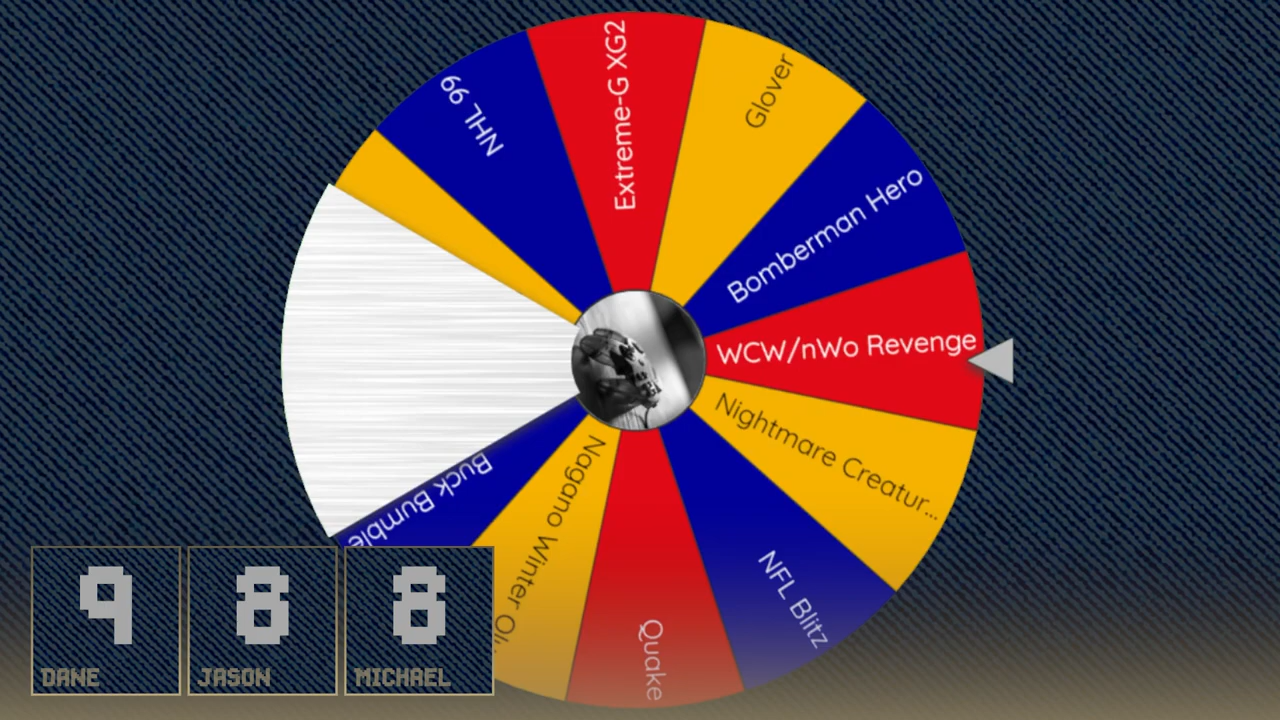 NHL 99
Extreme-G XG2
Glover
Bomberman Hero
WCW/nWo Revenge
Nightmare Creatur...
NFL Blitz
Quake
Nagano Winter
Buck Bumble
9
DANE
8
JASON
8
MICHAEL